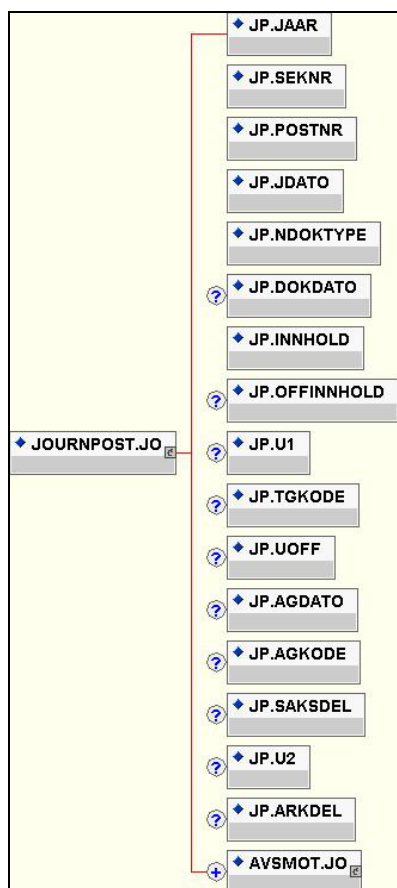 JP.JAAR
JP.SEKNR
JP.POSTNR
JP.JDATO
JP.NDOKTYPE
? JP.DOKDATO
JP.INNHOLD
? JP.OFFINNHOLD
JOURNPOST.JO
? JP.U1
? JP.TGKODE
? JP.UOFF
? JP.AGDATO
? JP.AGKODE
? JP.SAKSDEL
? JP.U2
? JP.ARKDEL
+ AVSMOT.JO